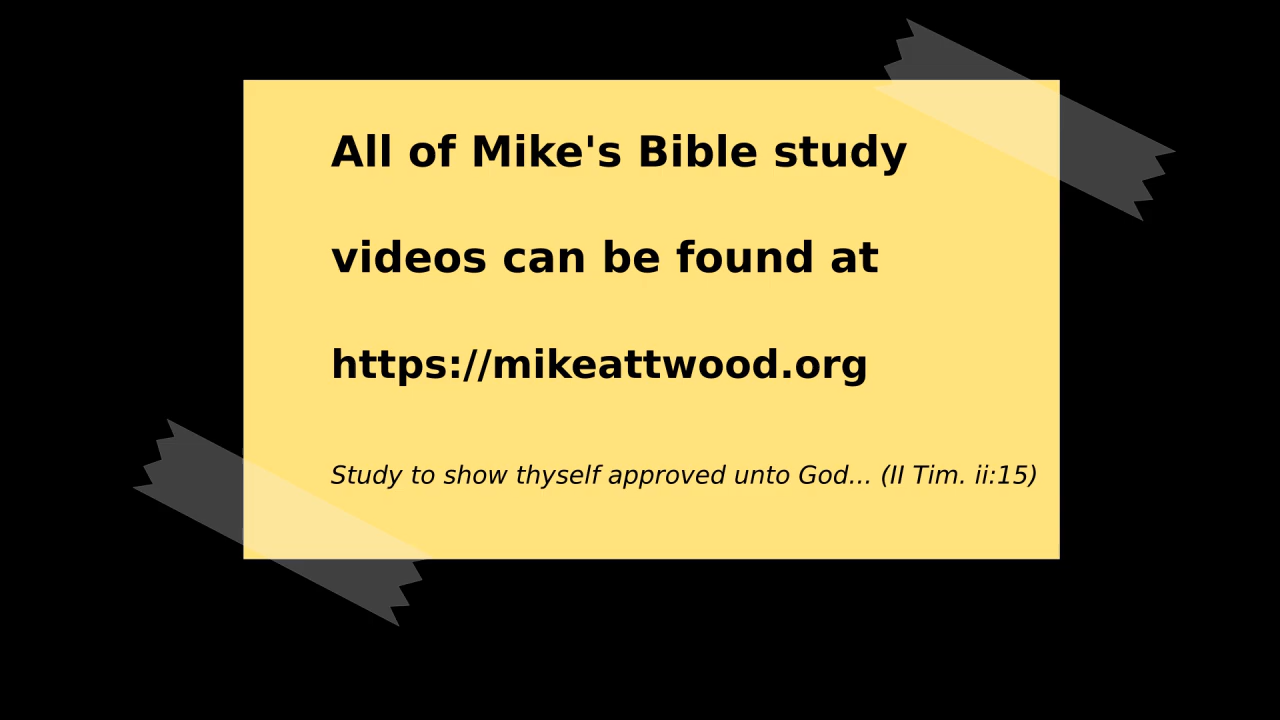 All of Mike's Bible study
videos can be found at
https://mikeattwood.org
Study to show thyself approved unto God... (II Tim. ii:15)